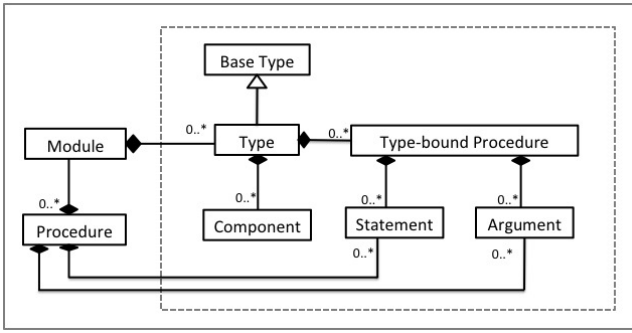 Base Type
0..*
0..*
Module
Type
Type-bound Procedure
0..*
0..*
0..*
0..*
Procedure
Component
Statement
Argument
0..*
0..*